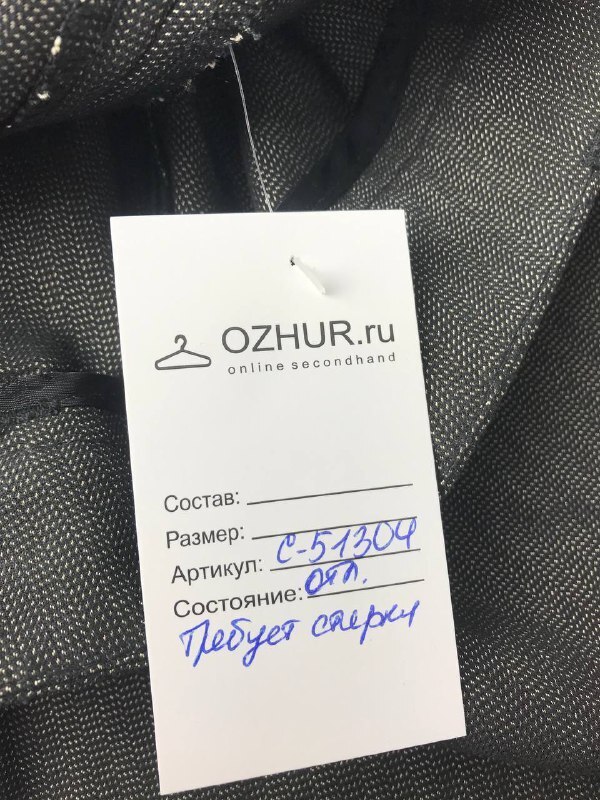 OZHUR.ru
online secondhand
Состав:
Размер:
Артикул: С-51304
Состояние: отл.
Требует стирки